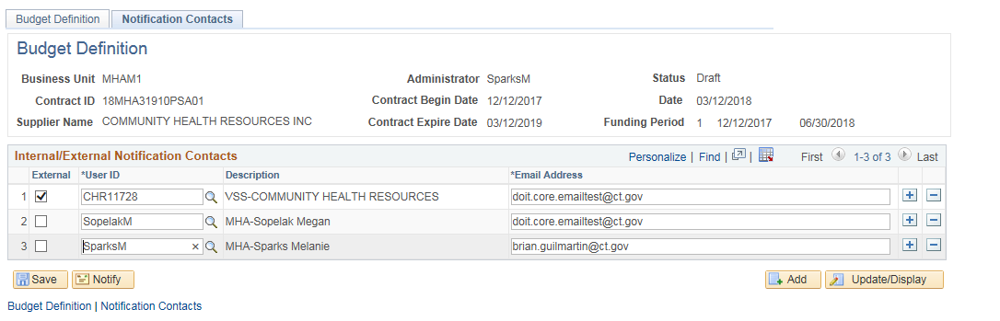 Budget Definition Notification Contacts
Budget Definition
Business Unit MHAM1 Administrator SparksM Status Draft
Contract ID 18MHA31910PSA01 Contract Begin Date 12/12/2017 Date 03/12/2018
Supplier Name COMMUNITY HEALTH RESOURCES INC Contract Expire Date 03/12/2019 Funding Period 1 12/12/2017 06/30/2018
Internal/External Notification Contacts Personalize | Find | | First 1-3 of 3 Last
External *User ID Description *Email Address
1 CHR11728 VSS-COMMUNITY HEALTH RESOURCES doit.core.emailtest@ct.gov
2 SopelakM MHA-Sopelak Megan doit.core.emailtest@ct.gov
3 SparksM × MHA-Sparks Melanie brian.guilmartin@ct.gov
Save Notify Add Update/Display
Budget Definition | Notification Contacts